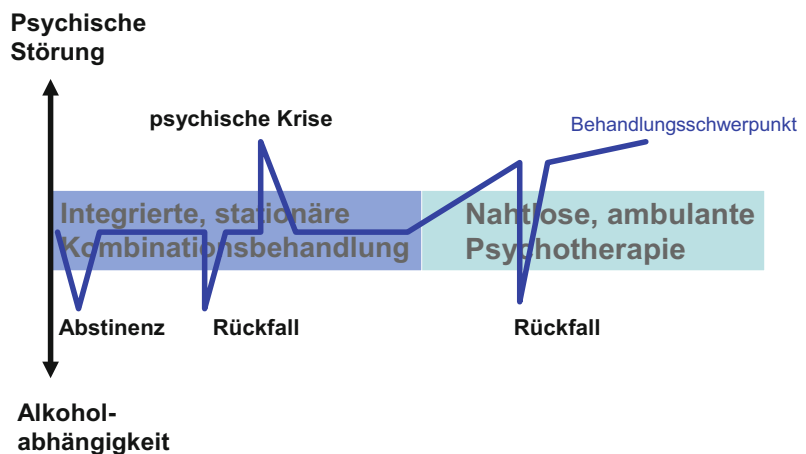 Psychische
Störung
psychische Krise
Behandlungsschwerpunkt
Integrierte, stationäre
Kombinationsbehandlung
Nahtlose, ambulante
Psychotherapie
Abstinenz
Rückfall
Rückfall
Alkohol-
abhängigkeit